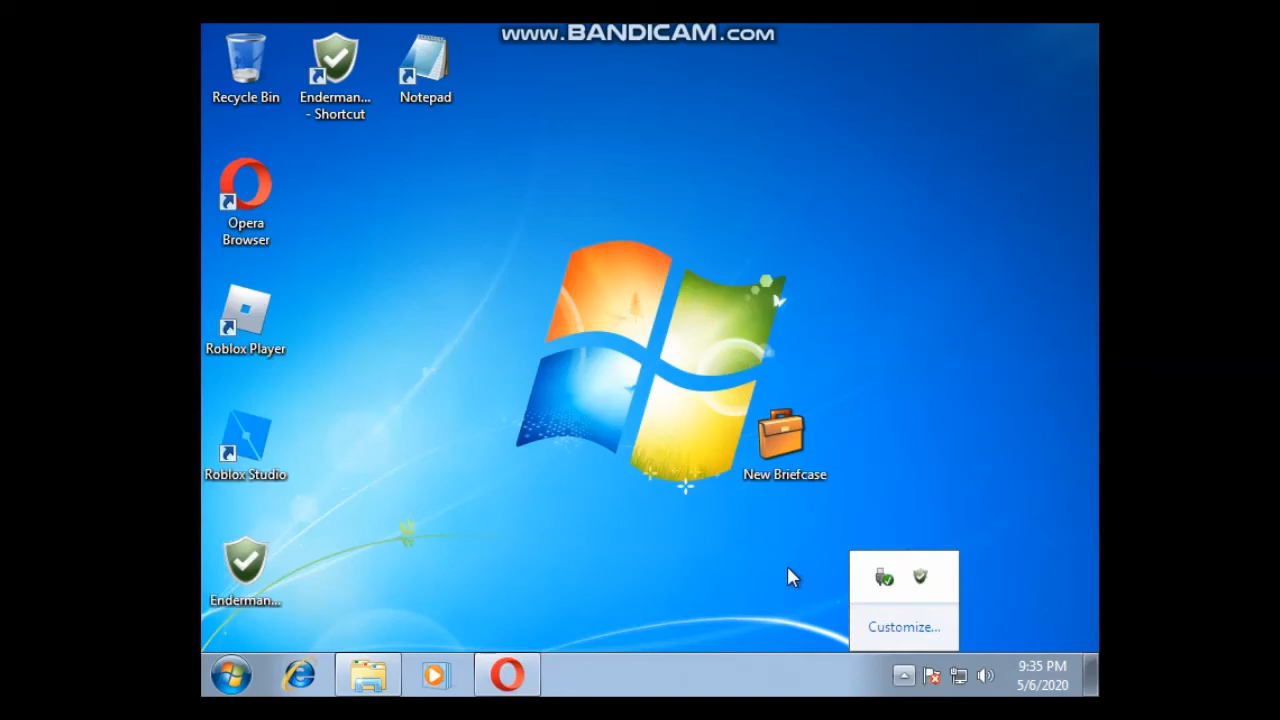 www.BANDICAM.com
Recycle Bin
Enderman...
- Shortcut
Notepad
Opera
Browser
Roblox Player
Roblox Studio
New Briefcase
Enderman...
Customize...
9:35 PM
5/6/2020